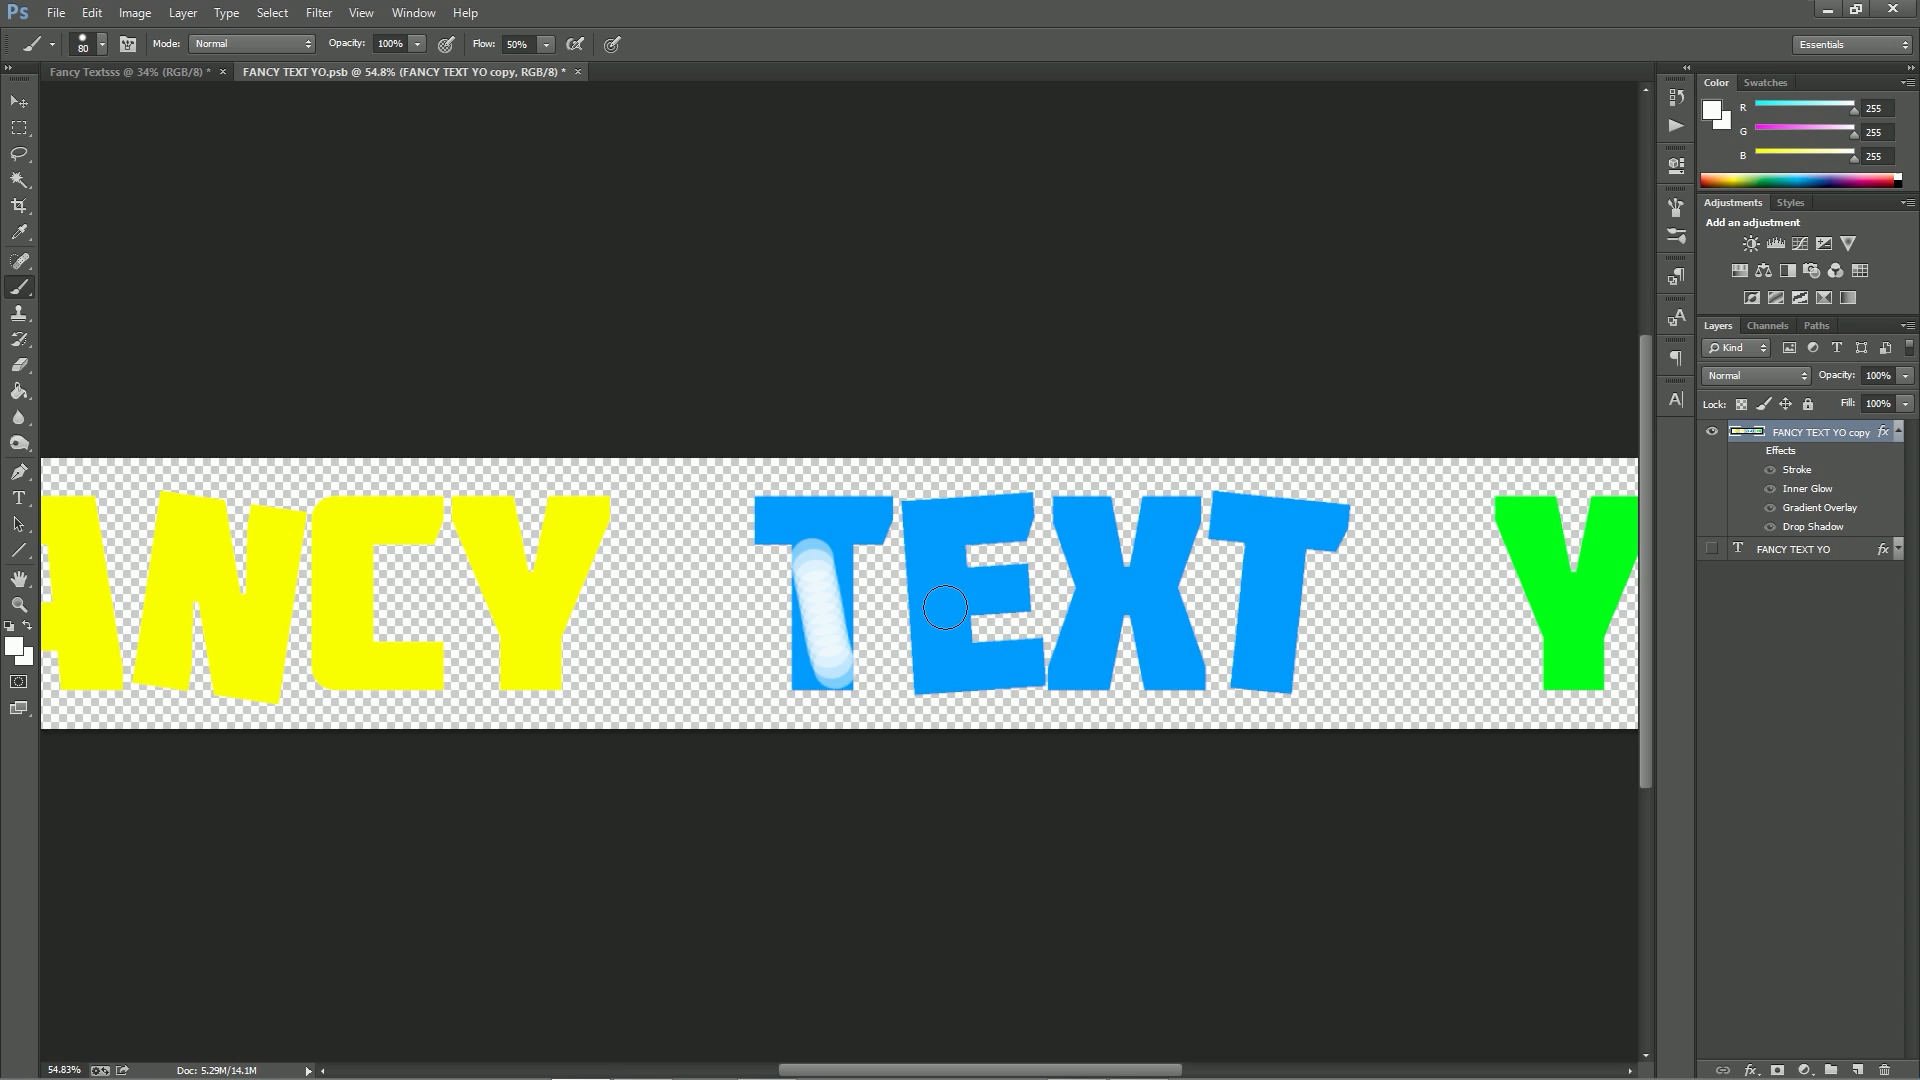 Ps File Edit Image Layer Type Select Filter View Window Help
80 Mode: Normal Opacity: 100% Flow: 50% Essentials
Fancy Textsss @ 34% (RGB/8) * × FANCY TEXT YO.psb @ 54.8% (FANCY TEXT YO copy, RGB/8) * ×
Color Swatches
R 255
G 255
B 255
Adjustments Styles
Add an adjustment
Layers Channels Paths
Kind
Normal Opacity: 100%
Lock: Fill: 100%
FANCY TEXT YO copy fx
Effects
Stroke
Inner Glow
Gradient Overlay
Drop Shadow
T FANCY TEXT YO fx
ANCY TEXT Y
54.83% Doc: 5.29M/14.1M